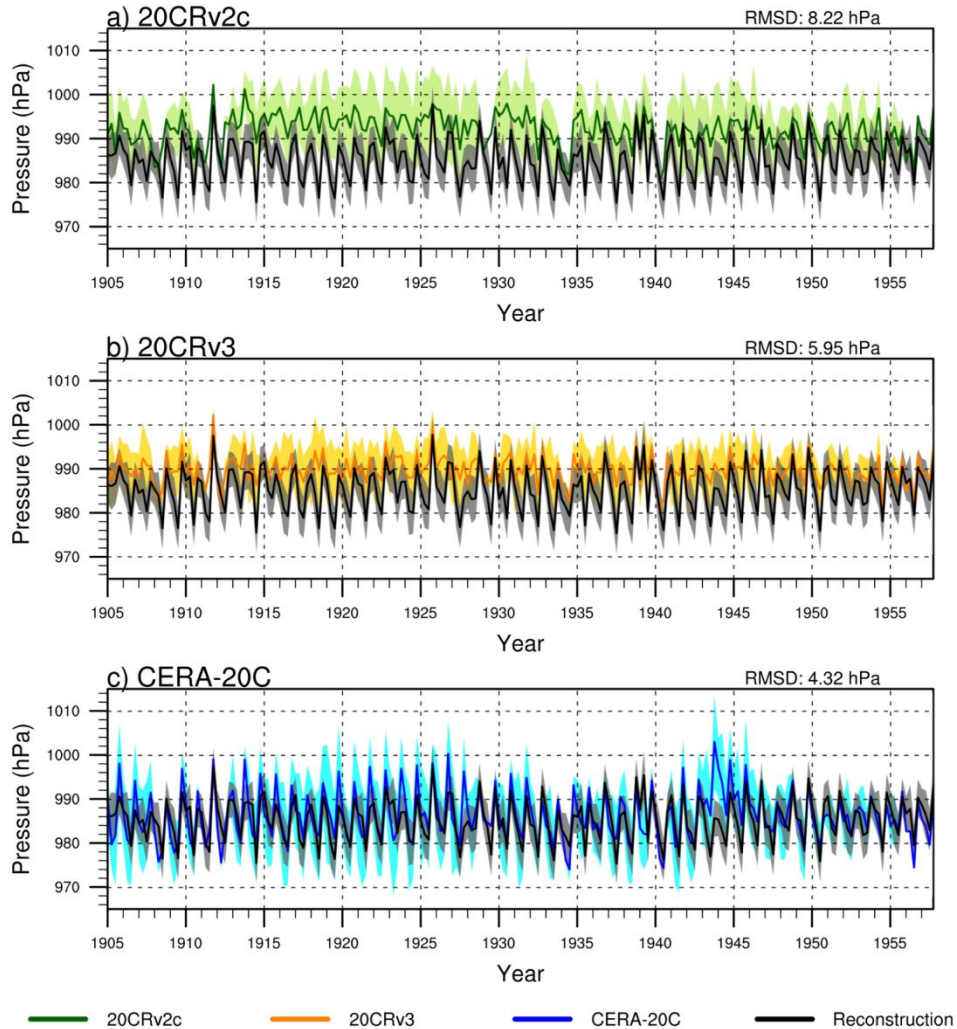 a) 20CRv2c RMSD: 8.22 hPa
Pressure (hPa)
1010
1000
990
980
970
1905 1910 1915 1920 1925 1930 1935 1940 1945 1950 1955
Year
b) 20CRv3 RMSD: 5.95 hPa
Pressure (hPa)
1010
1000
990
980
970
1905 1910 1915 1920 1925 1930 1935 1940 1945 1950 1955
Year
c) CERA-20C RMSD: 4.32 hPa
Pressure (hPa)
1010
1000
990
980
970
1905 1910 1915 1920 1925 1930 1935 1940 1945 1950 1955
Year
20CRv2c 20CRv3 CERA-20C Reconstruction